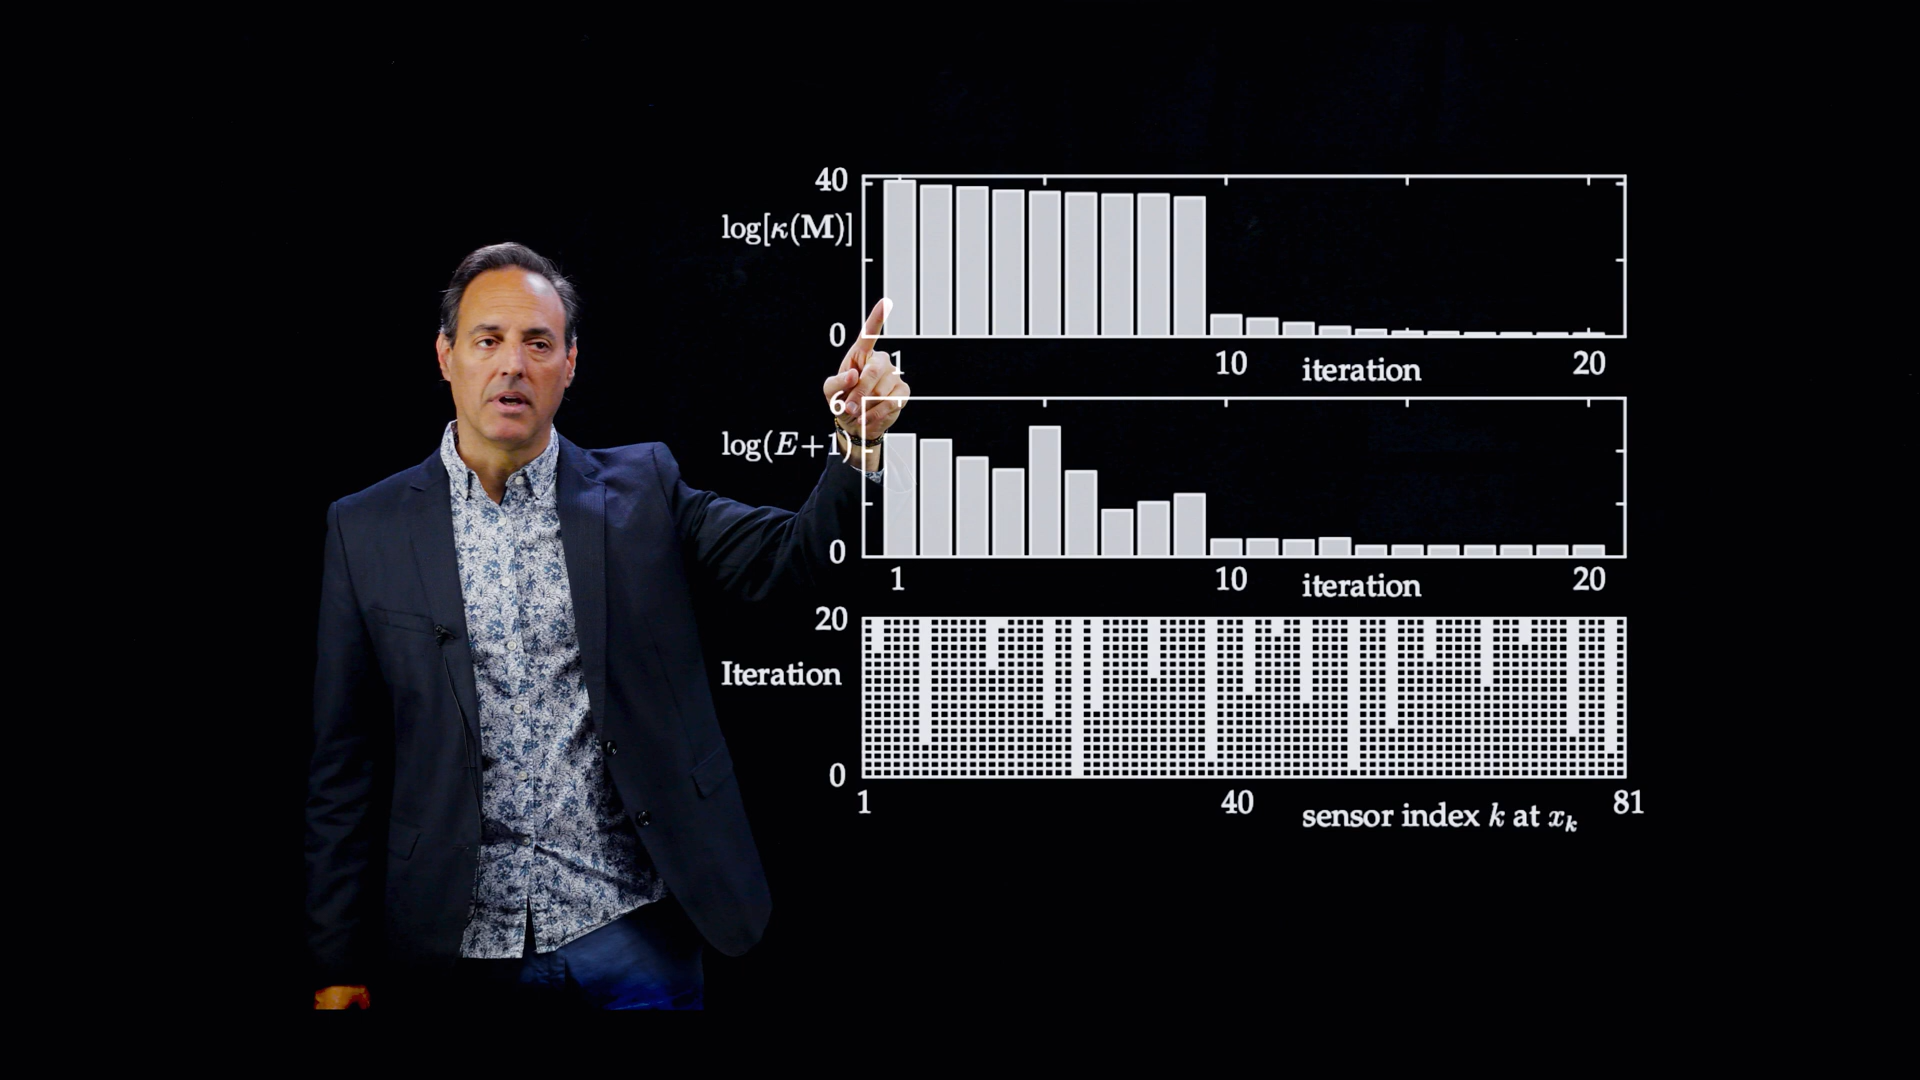 40
log[κ(M)]
0
1
10
iteration
20
6
log(E+1)
0
1
10
iteration
20
20
Iteration
0
1
40
sensor index k at xₖ
81